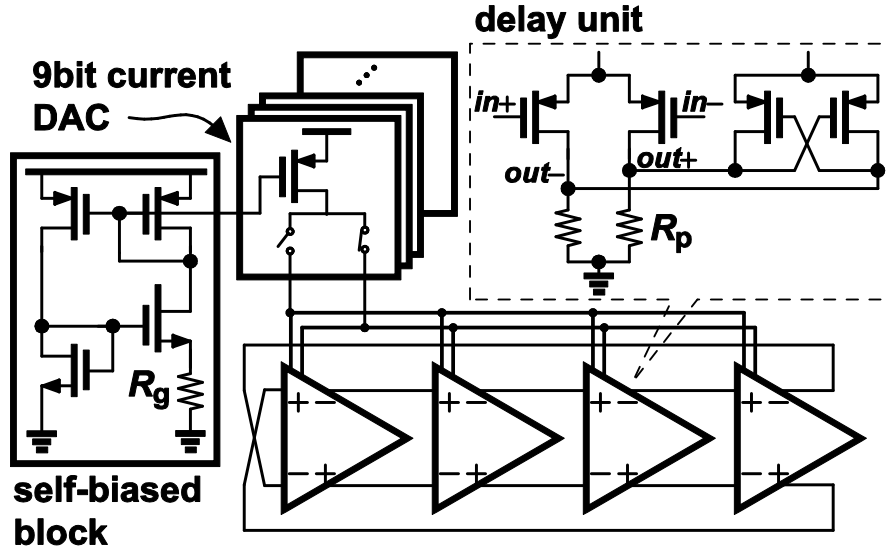 delay unit
9bit current
DAC
in+
in−
out−
out+
Rp
Rg
+ −
+ −
+ −
+ −
− +
− +
− +
− +
self-biased
block